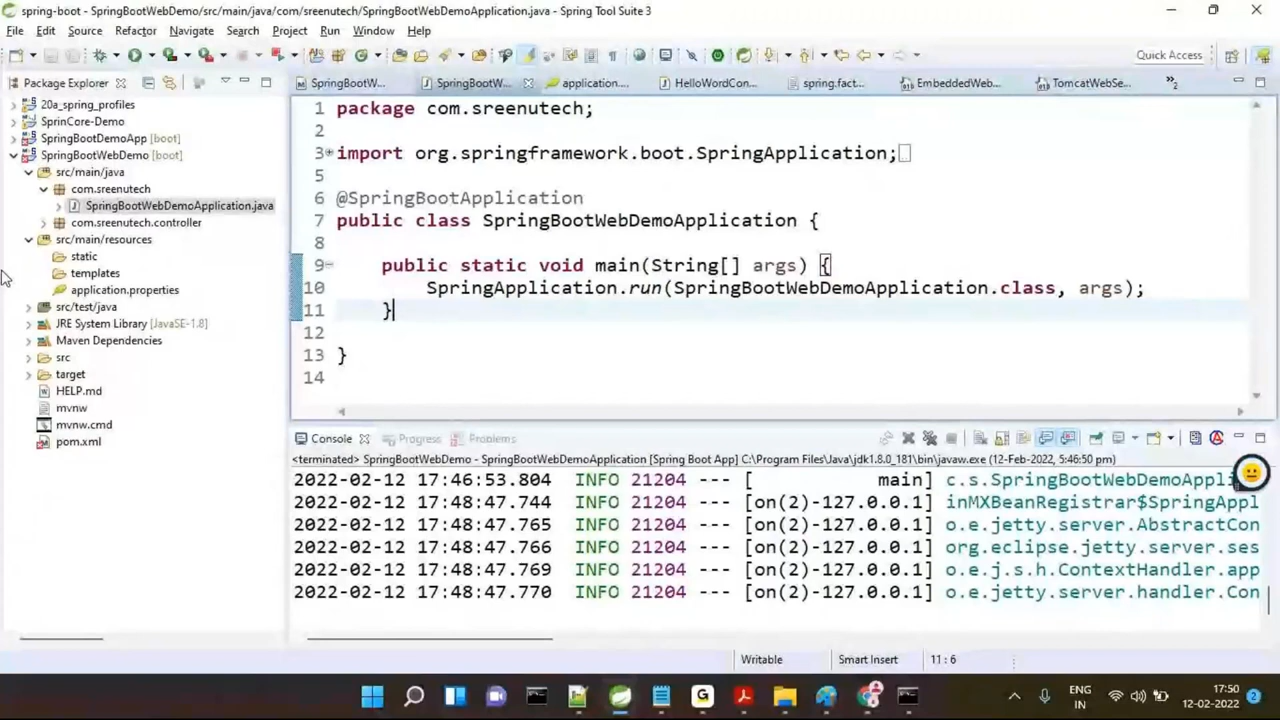 spring-boot - SpringBootWebDemo/src/main/java/com/sreenutech/SpringBootWebDemoApplication.java - Spring Tool Suite 3
File Edit Source Refactor Navigate Search Project Run Window Help
Quick Access
Package Explorer
SpringBootW... SpringBootW... application.... HelloWordCon... spring.fact... EmbeddedWeb... TomcatWebSe... »2
20a_spring_profiles
SprinCore-Demo
SpringBootDemoApp [boot]
SpringBootWebDemo [boot]
src/main/java
com.sreenutech
SpringBootWebDemoApplication.java
com.sreenutech.controller
src/main/resources
static
templates
application.properties
src/test/java
JRE System Library [JavaSE-1.8]
Maven Dependencies
src
target
HELP.md
mvnw
mvnw.cmd
pom.xml
1 package com.sreenutech;
2
3 import org.springframework.boot.SpringApplication;
5
6 @SpringBootApplication
7 public class SpringBootWebDemoApplication {
8
9 public static void main(String[] args) {
10 SpringApplication.run(SpringBootWebDemoApplication.class, args);
11 }
12
13 }
14
Console Progress Problems
<terminated> SpringBootWebDemo - SpringBootWebDemoApplication [Spring Boot App] C:\Program Files\Java\jdk1.8.0_181\bin\javaw.exe (12-Feb-2022, 5:46:50 pm)
2022-02-12 17:46:53.804 INFO 21204 --- [ main] c.s.SpringBootWebDemoAppli
2022-02-12 17:48:47.744 INFO 21204 --- [on(2)-127.0.0.1] inMXBeanRegistrar$SpringAppl
2022-02-12 17:48:47.765 INFO 21204 --- [on(2)-127.0.0.1] o.e.jetty.server.AbstractCon
2022-02-12 17:48:47.766 INFO 21204 --- [on(2)-127.0.0.1] org.eclipse.jetty.server.ses
2022-02-12 17:48:47.769 INFO 21204 --- [on(2)-127.0.0.1] o.e.j.s.h.ContextHandler.app
2022-02-12 17:48:47.770 INFO 21204 --- [on(2)-127.0.0.1] o.e.jetty.server.handler.Con
Writable Smart Insert 11 : 6
ENG 17:50
IN 12-02-2022 2